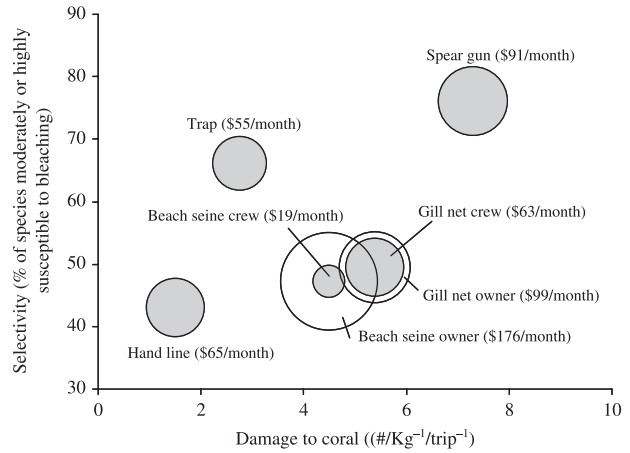 Selectivity (% of species moderately or highly
susceptible to bleaching)
90
80
70
60
50
40
30
Spear gun ($91/month)
Trap ($55/month)
Beach seine crew ($19/month)
Gill net crew ($63/month)
Gill net owner ($99/month)
Beach seine owner ($176/month)
Hand line ($65/month)
0
2
4
6
8
10
Damage to coral ((#/Kg⁻¹/trip⁻¹)